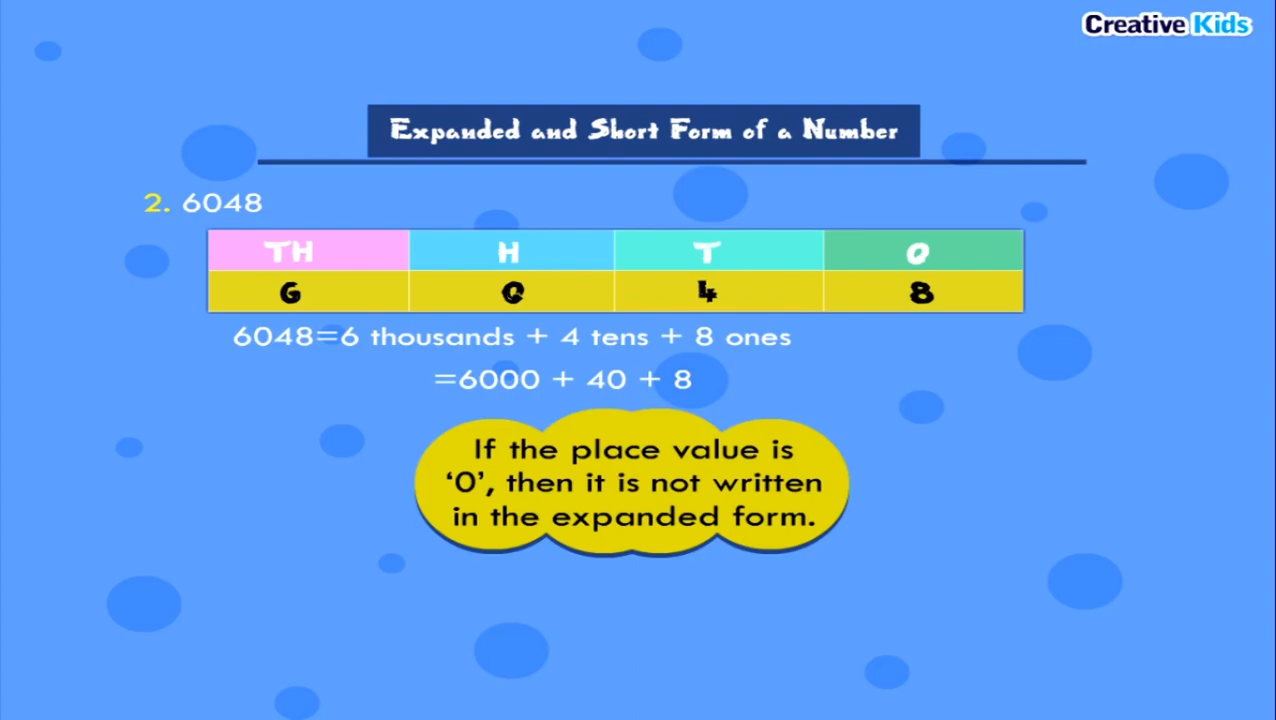 Creative Kids
Expanded and Short Form of a Number
2. 6048
TH H T O
6 0 4 8
6048=6 thousands + 4 tens + 8 ones
=6000 + 40 + 8
If the place value is
‘0’, then it is not written
in the expanded form.